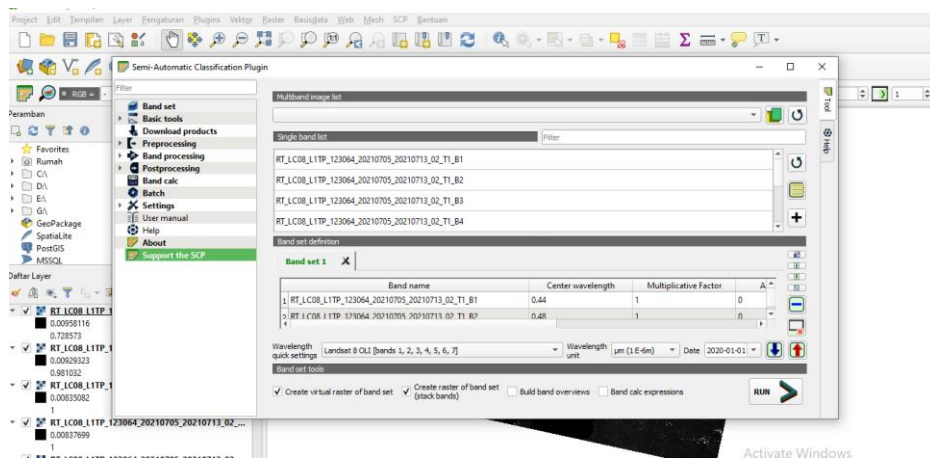 Project Edit Tampilan Layer Pengaturan Plugins Vektor Raster Basisdata Web Mesh SCP Bantuan
Semi-Automatic Classification Plugin
RGB =
1
Filter
Peramban
Favorites
Rumah
C:\
D:\
E:\
G:\
GeoPackage
SpatiaLite
PostGIS
MSSQL
Daftar Layer
RT_LC08_L1TP_1
0.00958116
0.728573
RT_LC08_L1TP_1
0.00929323
0.981032
RT_LC08_L1TP_1
0.00835082
1
RT_LC08_L1TP_123064_20210705_20210713_02_...
0.00837699
1
Band set
Basic tools
Download products
Preprocessing
Band processing
Postprocessing
Band calc
Batch
Settings
User manual
Help
About
Support the SCP
Multiband image list
Single band list
Filter
RT_LC08_L1TP_123064_20210705_20210713_02_T1_B1
RT_LC08_L1TP_123064_20210705_20210713_02_T1_B2
RT_LC08_L1TP_123064_20210705_20210713_02_T1_B3
RT_LC08_L1TP_123064_20210705_20210713_02_T1_B4
Band set definition
Band set 1
Band name Center wavelength Multiplicative Factor A
1 RT_LC08_L1TP_123064_20210705_20210713_02_T1_B1 0.44 1 0
2 RT_LC08_L1TP_123064_20210705_20210713_02_T1_B2 0.48 1 0
Wavelength quick settings Landsat 8 OLI [bands 1, 2, 3, 4, 5, 6, 7] Wavelength unit µm (1 E-6m) Date 2020-01-01
Band set tools
Create virtual raster of band set Create raster of band set (stack bands) Build band overviews Band calc expressions RUN
Tool
Help
Activate Windows